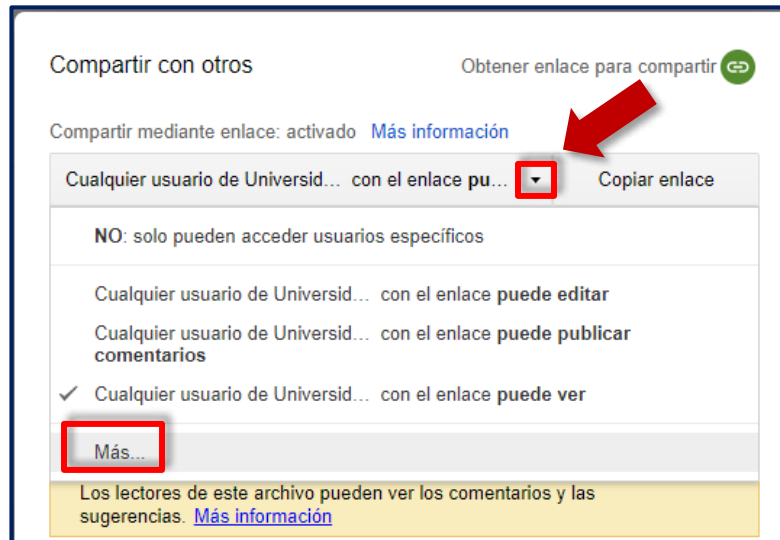 Compartir con otros
Obtener enlace para compartir
Compartir mediante enlace: activado Más información
Cualquier usuario de Universid... con el enlace pu...
Copiar enlace
NO: solo pueden acceder usuarios específicos
Cualquier usuario de Universid... con el enlace puede editar
Cualquier usuario de Universid... con el enlace puede publicar
comentarios
Cualquier usuario de Universid... con el enlace puede ver
Más...
Los lectores de este archivo pueden ver los comentarios y las
sugerencias. Más información